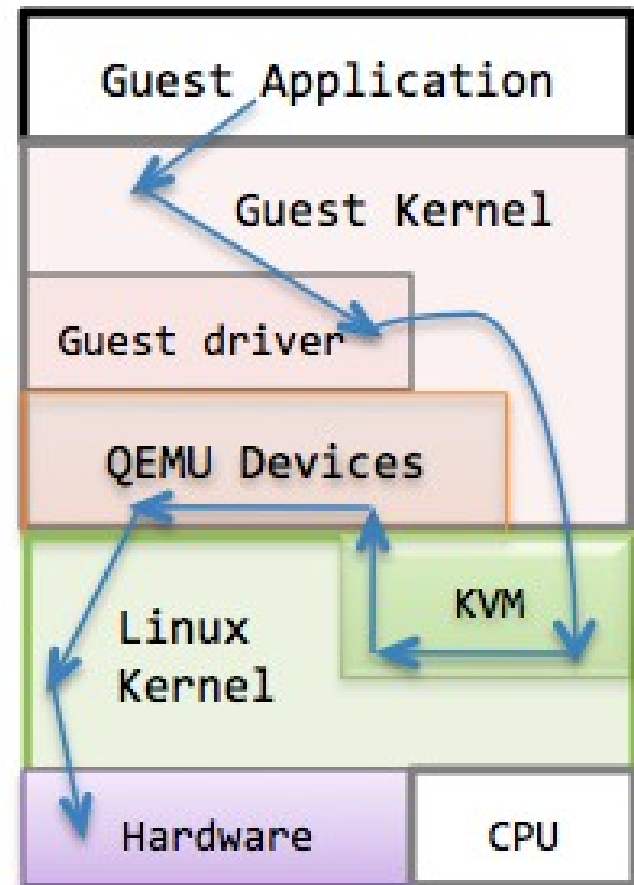 Guest Application
Guest Kernel
Guest driver
QEMU Devices
KVM
Linux
Kernel
Hardware
CPU